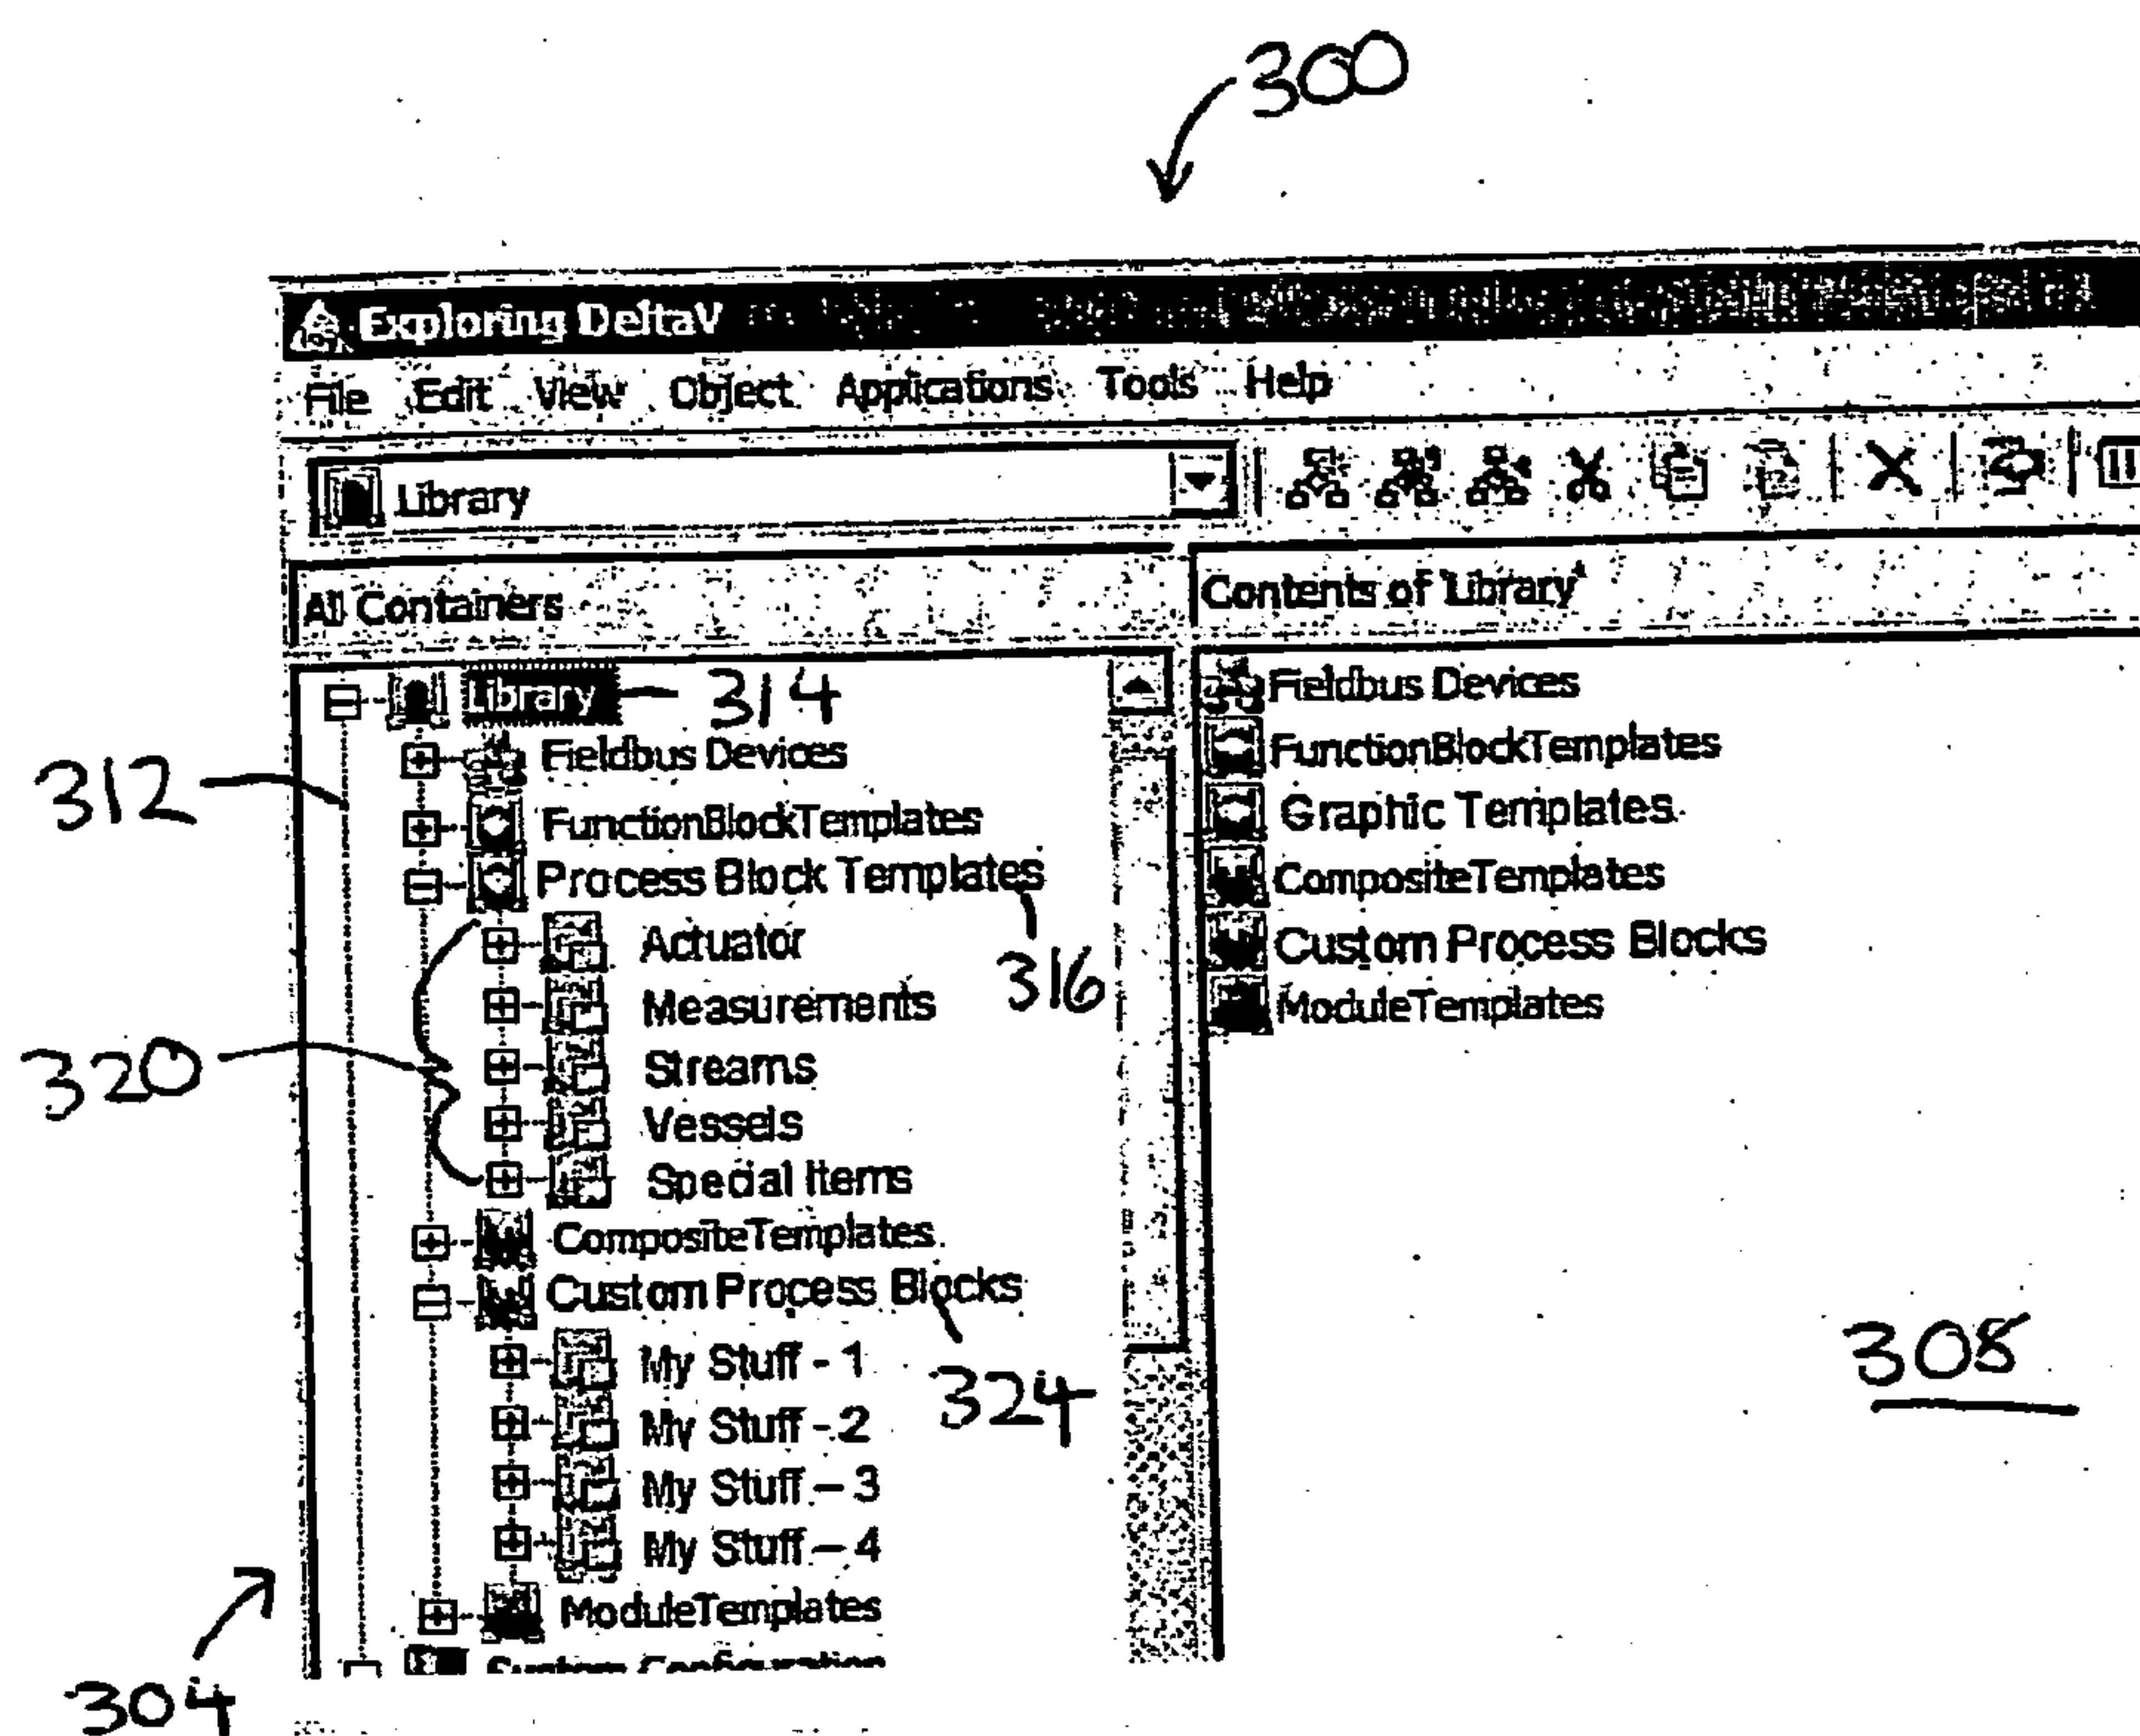 300
Exploring DeltaV
File Edit View Object Applications Tools Help
Library
All Containers
Contents of 'Library'
Library 314
312
Fieldbus Devices
FunctionBlockTemplates
Process Block Templates
316
320
Actuator
Measurements
Streams
Vessels
Special Items
CompositeTemplates
Custom Process Blocks
324
My Stuff - 1
My Stuff - 2
My Stuff – 3
My Stuff – 4
ModuleTemplates
System Configuration
304
Fieldbus Devices
FunctionBlockTemplates
Graphic Templates
CompositeTemplates
Custom Process Blocks
ModuleTemplates
308